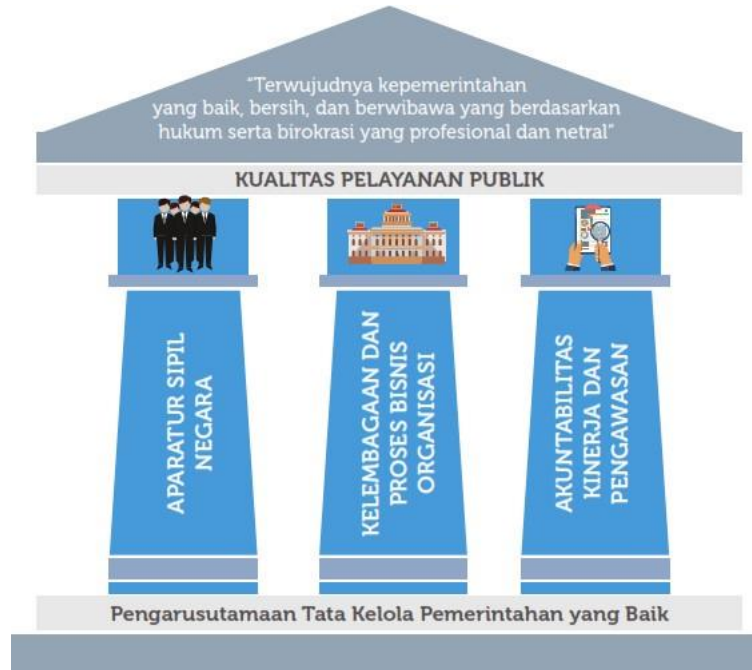 “Terwujudnya kepemerintahan
yang baik, bersih, dan berwibawa yang berdasarkan
hukum serta birokrasi yang profesional dan netral”
KUALITAS PELAYANAN PUBLIK
APARATUR SIPIL
NEGARA
KELEMBAGAAN DAN
PROSES BISNIS
ORGANISASI
AKUNTABILITAS
KINERJA DAN
PENGAWASAN
Pengarusutamaan Tata Kelola Pemerintahan yang Baik